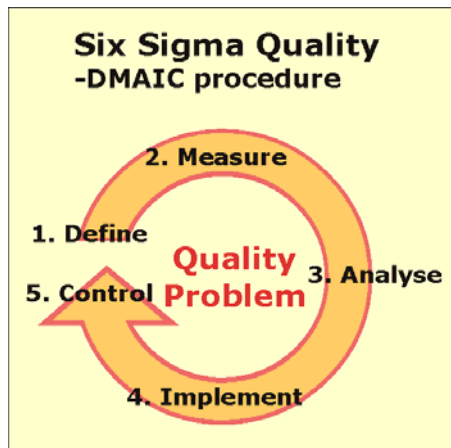 Six Sigma Quality
-DMAIC procedure
2. Measure
1. Define
Quality
Problem
3. Analyse
5. Control
4. Implement